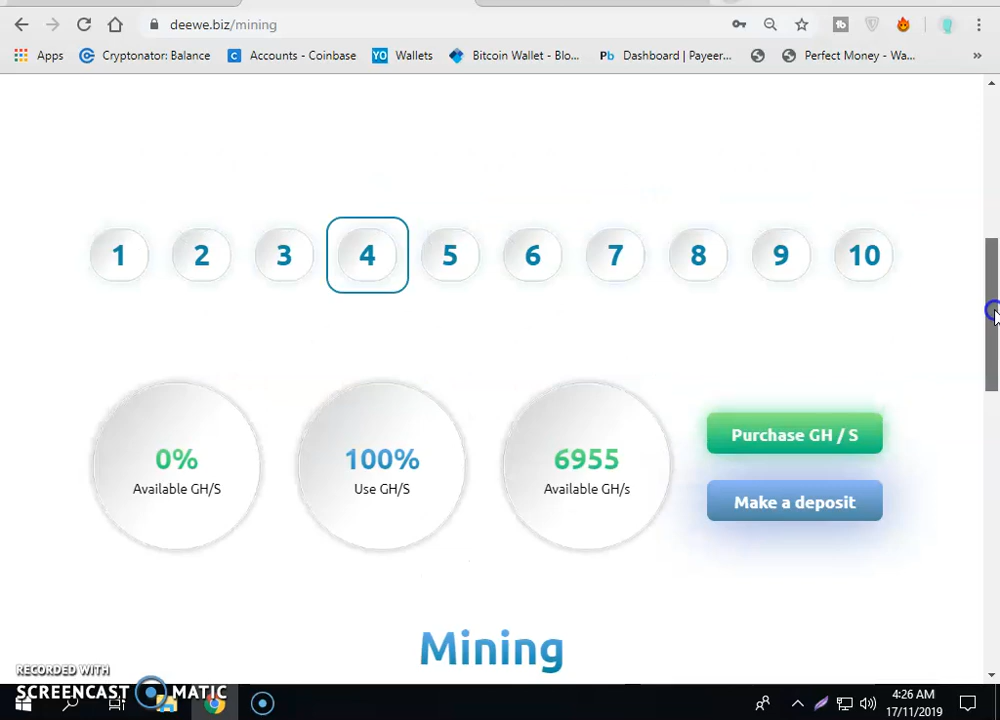 deewe.biz/mining
Apps Cryptonator: Balance Accounts - Coinbase YO Wallets Bitcoin Wallet - Blo... Pb Dashboard | Payeer... Perfect Money - Wa... »
1 2 3 4 5 6 7 8 9 10
0% 100% 6955
Available GH/S Use GH/S Available GH/s
Purchase GH / S
Make a deposit
Mining
RECORDED WITH
SCREENCAST MATIC
4:26 AM
17/11/2019